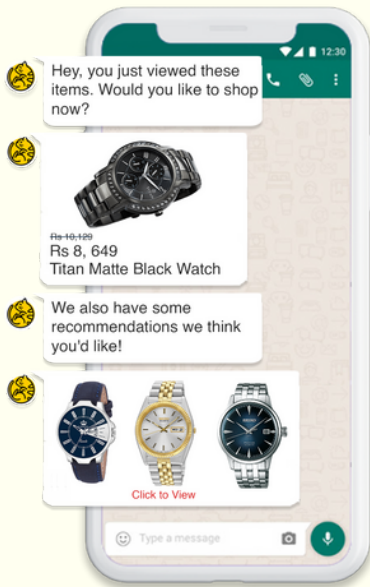 12:30
Hey, you just viewed these
items. Would you like to shop
now?
Rs 10,129
Rs 8, 649
Titan Matte Black Watch
We also have some
recommendations we think
you'd like!
SEIKO
Click to View
Type a message